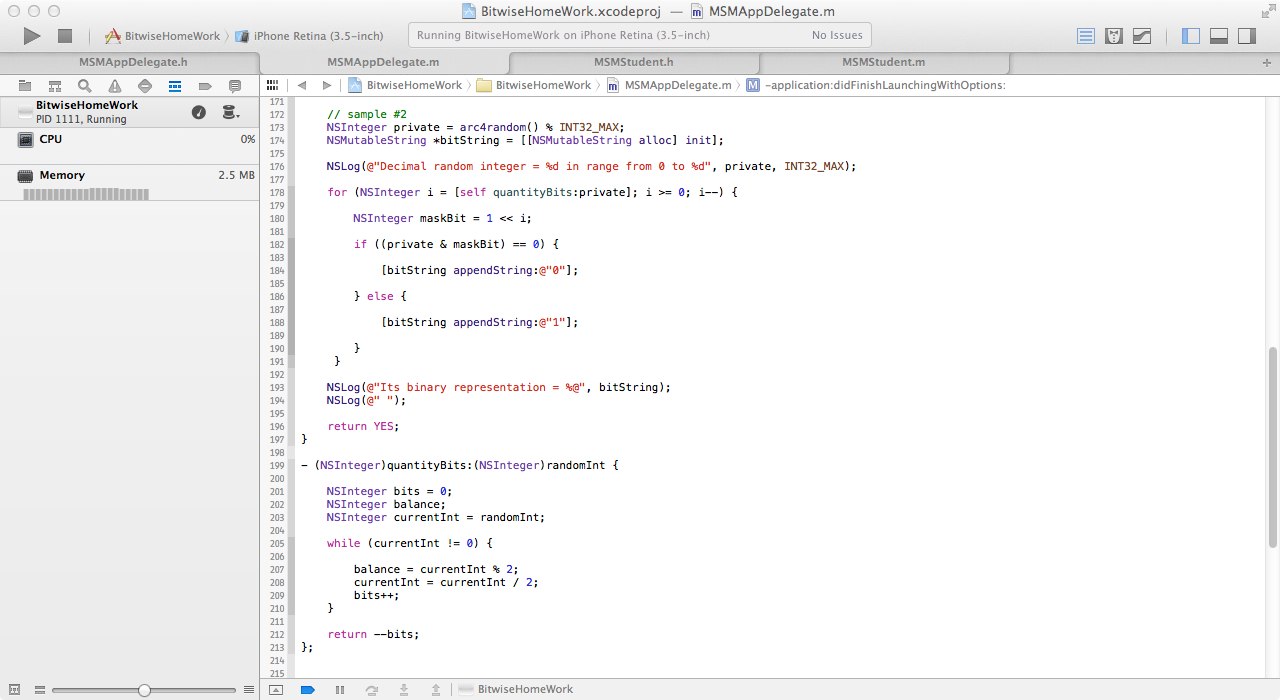 BitwiseHomeWork.xcodeproj — MSMAppDelegate.m
BitwiseHomeWork iPhone Retina (3.5-inch)
Running BitwiseHomeWork on iPhone Retina (3.5-inch) No Issues
MSMAppDelegate.h MSMAppDelegate.m MSMStudent.h MSMStudent.m
BitwiseHomeWork BitwiseHomeWork MSMAppDelegate.m M -application:didFinishLaunchingWithOptions:
BitwiseHomeWork
PID 1111, Running
CPU 0%
Memory 2.5 MB
171
172 // sample #2
173 NSInteger private = arc4random() % INT32_MAX;
174 NSMutableString *bitString = [[NSMutableString alloc] init];
175
176 NSLog(@"Decimal random integer = %d in range from 0 to %d", private, INT32_MAX);
177
178 for (NSInteger i = [self quantityBits:private]; i >= 0; i--) {
179
180 NSInteger maskBit = 1 << i;
181
182 if ((private & maskBit) == 0) {
183
184 [bitString appendString:@"0"];
185
186 } else {
187
188 [bitString appendString:@"1"];
189
190 }
191 }
192
193 NSLog(@"Its binary representation = %@", bitString);
194 NSLog(@" ");
195
196 return YES;
197 }
198
199 - (NSInteger)quantityBits:(NSInteger)randomInt {
200
201 NSInteger bits = 0;
202 NSInteger balance;
203 NSInteger currentInt = randomInt;
204
205 while (currentInt != 0) {
206
207 balance = currentInt % 2;
208 currentInt = currentInt / 2;
209 bits++;
210 }
211
212 return --bits;
213 };
214
215
BitwiseHomeWork